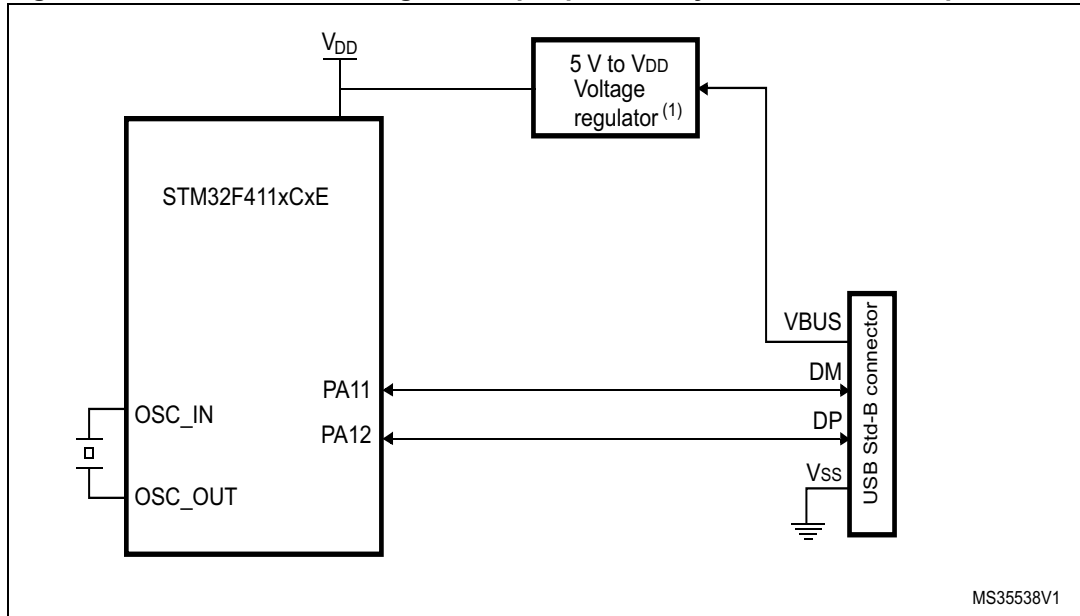 VDD
5 V to VDD
Voltage
regulator (1)
STM32F411xCxE
VBUS
DM
PA11
DP
OSC_IN
PA12
VSS
OSC_OUT
USB Std-B connector
MS35538V1